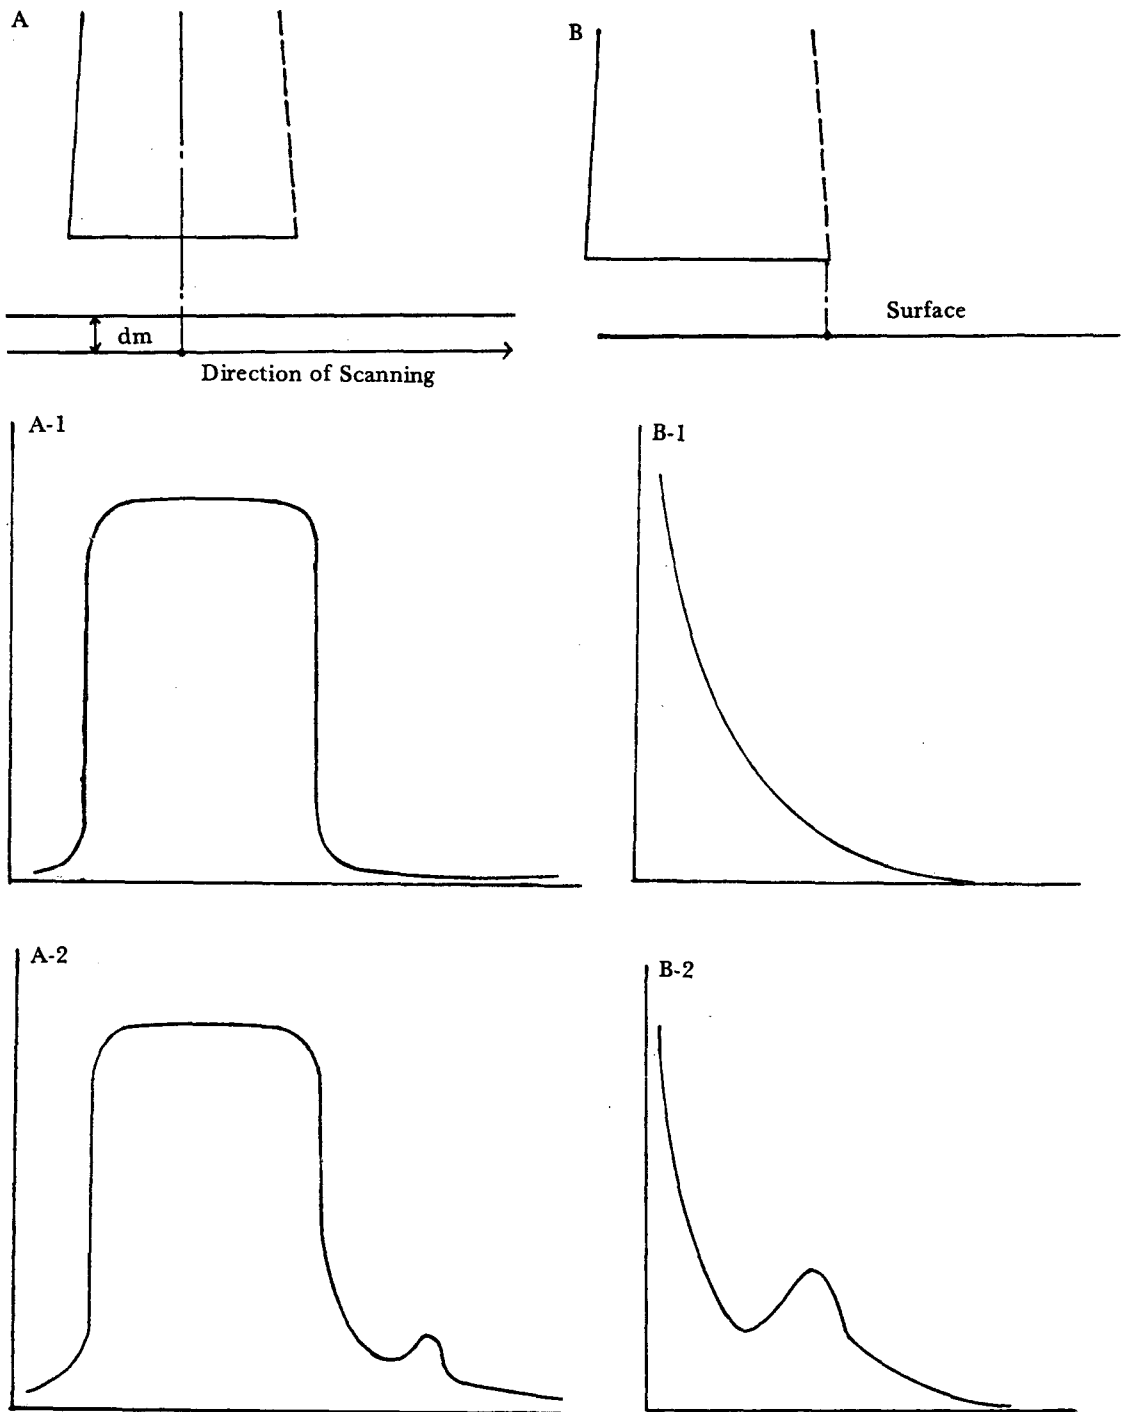 A
B
dm
Surface
Direction of Scanning
A-1
B-1
A-2
B-2